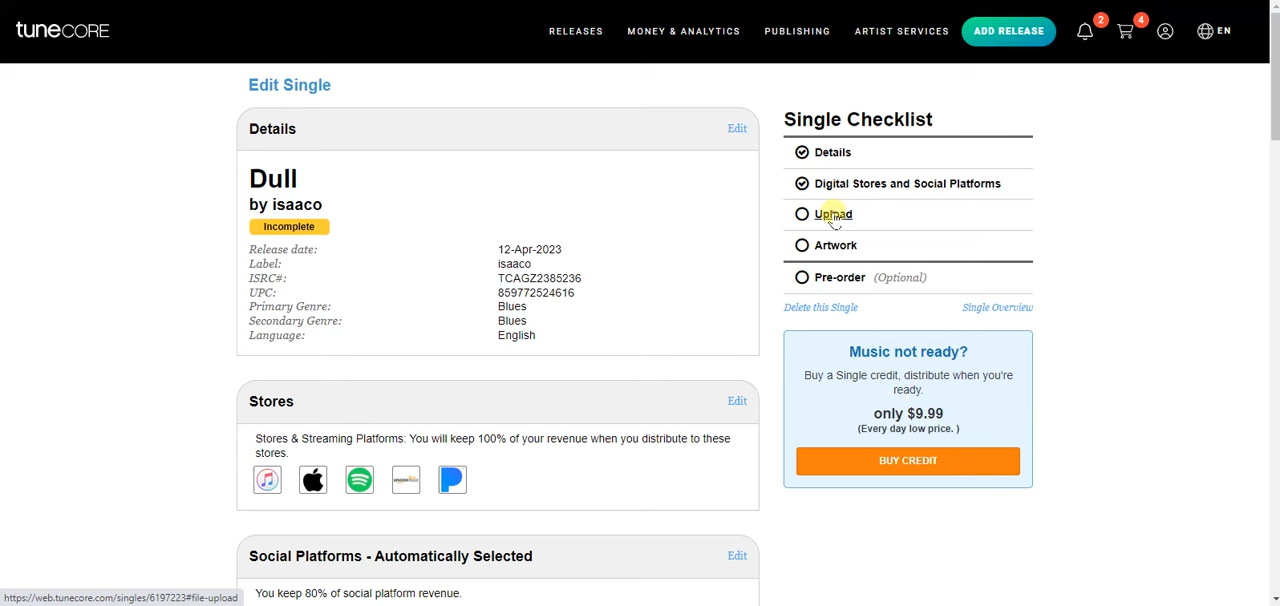 tunecore
RELEASES
MONEY & ANALYTICS
PUBLISHING
ARTIST SERVICES
ADD RELEASE
2
4
EN
Edit Single
Details
Edit
Dull
by isaaco
Incomplete
Release date: 12-Apr-2023
Label: isaaco
ISRC#: TCAGZ2385236
UPC: 859772524616
Primary Genre: Blues
Secondary Genre: Blues
Language: English
Stores
Edit
Stores & Streaming Platforms: You will keep 100% of your revenue when you distribute to these
stores.
Social Platforms - Automatically Selected
Edit
You keep 80% of social platform revenue.
Single Checklist
Details
Digital Stores and Social Platforms
Upload
Artwork
Pre-order (Optional)
Delete this Single
Single Overview
Music not ready?
Buy a Single credit, distribute when you're
ready.
only $9.99
(Every day low price. )
BUY CREDIT
https://web.tunecore.com/singles/6197223#file-upload